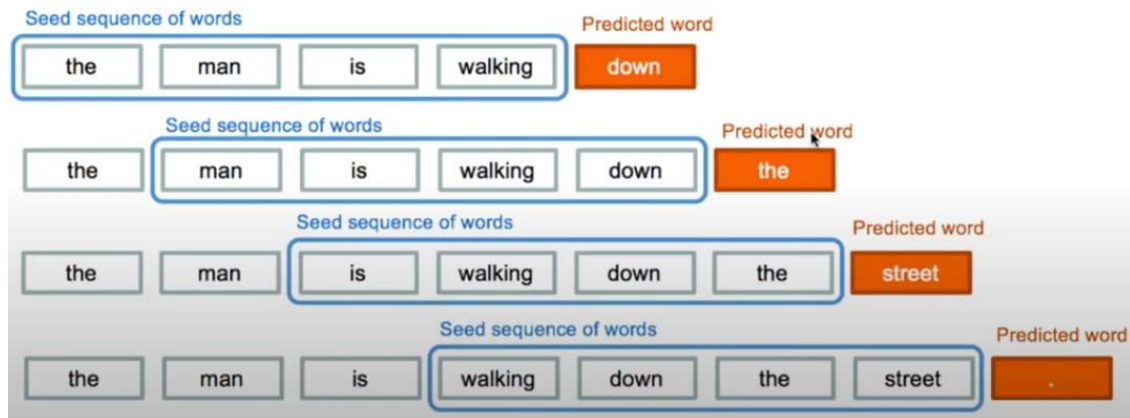 Seed sequence of words
Predicted word
the man is walking down
Seed sequence of words
Predicted word
the man is walking down the
Seed sequence of words
Predicted word
the man is walking down the street
Seed sequence of words
Predicted word
the man is walking down the street .